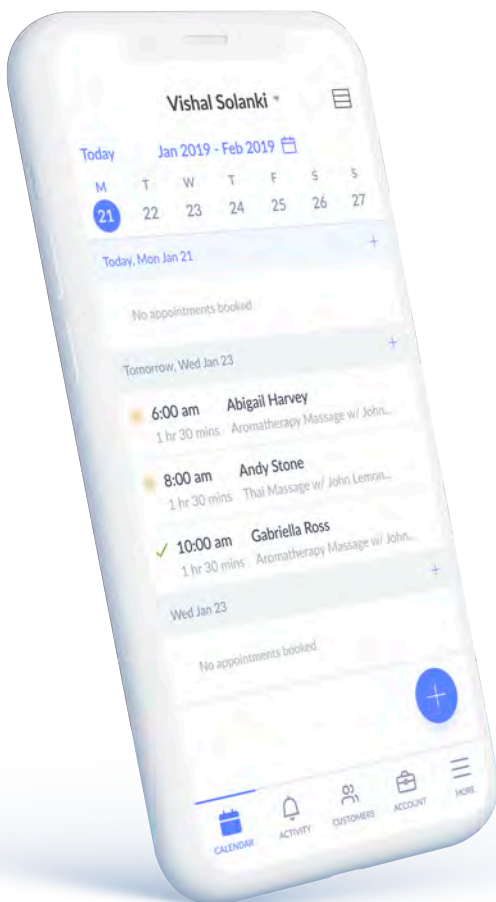 Vishal Solanki
Today Jan 2019 - Feb 2019
M T W T F S S
21 22 23 24 25 26 27
Today, Mon Jan 21 +
No appointments booked
Tomorrow, Wed Jan 23 +
6:00 am Abigail Harvey
1 hr 30 mins Aromatherapy Massage w/ John...
8:00 am Andy Stone
1 hr 30 mins Thai Massage w/ John Lemon...
10:00 am Gabriella Ross
1 hr 30 mins Aromatherapy Massage w/ John...
Wed Jan 23 +
No appointments booked
+
CALENDAR ACTIVITY CUSTOMERS ACCOUNT MORE